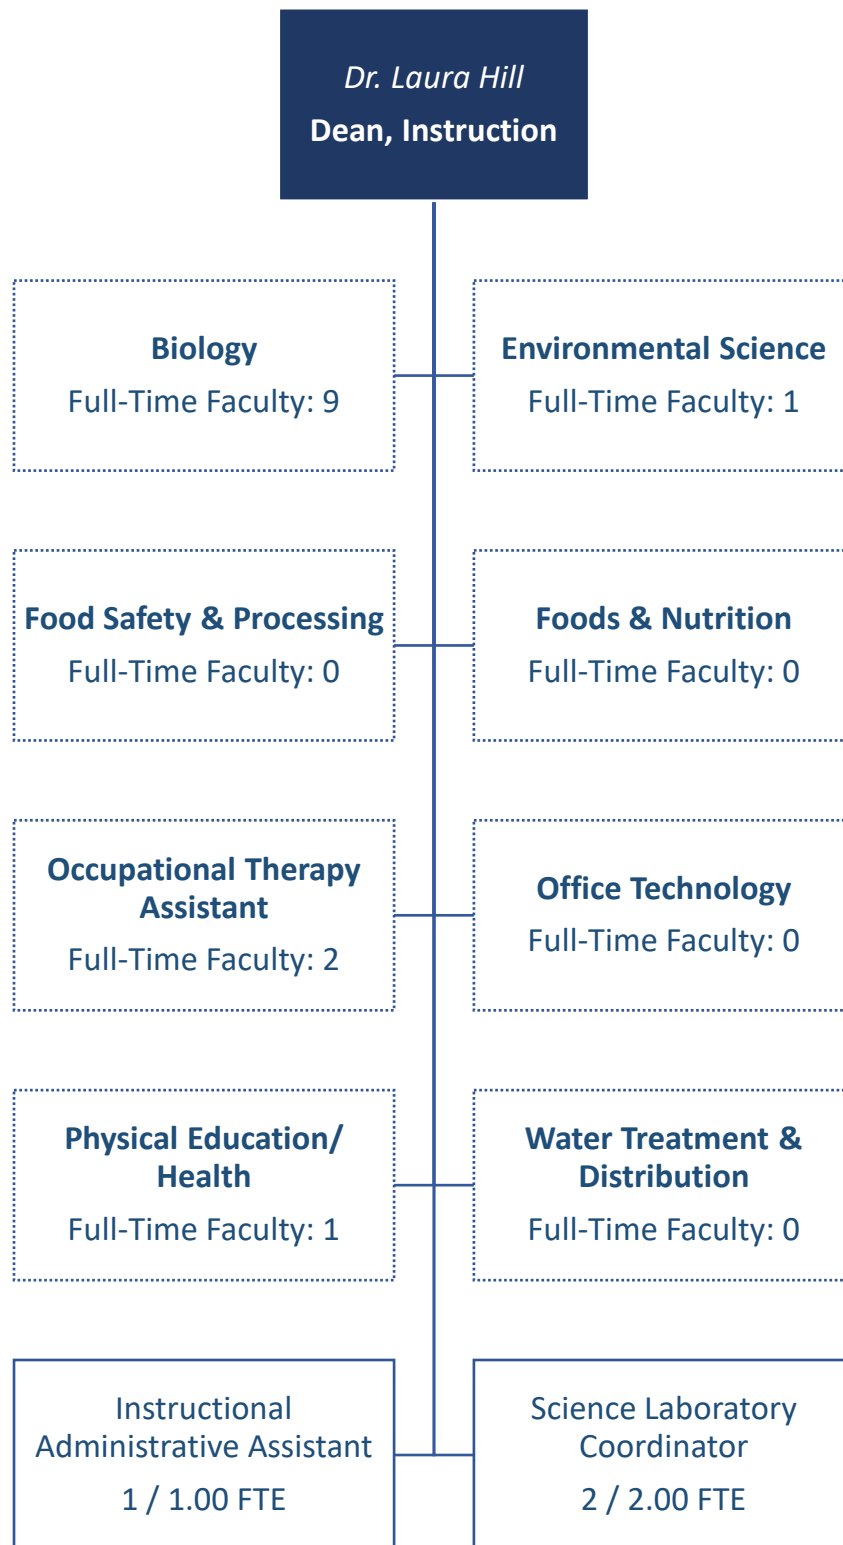 Dr. Laura Hill
Dean, Instruction
Biology
Full-Time Faculty: 9
Environmental Science
Full-Time Faculty: 1
Food Safety & Processing
Full-Time Faculty: 0
Foods & Nutrition
Full-Time Faculty: 0
Occupational Therapy
Assistant
Full-Time Faculty: 2
Office Technology
Full-Time Faculty: 0
Physical Education/
Health
Full-Time Faculty: 1
Water Treatment &
Distribution
Full-Time Faculty: 0
Instructional
Administrative Assistant
1 / 1.00 FTE
Science Laboratory
Coordinator
2 / 2.00 FTE